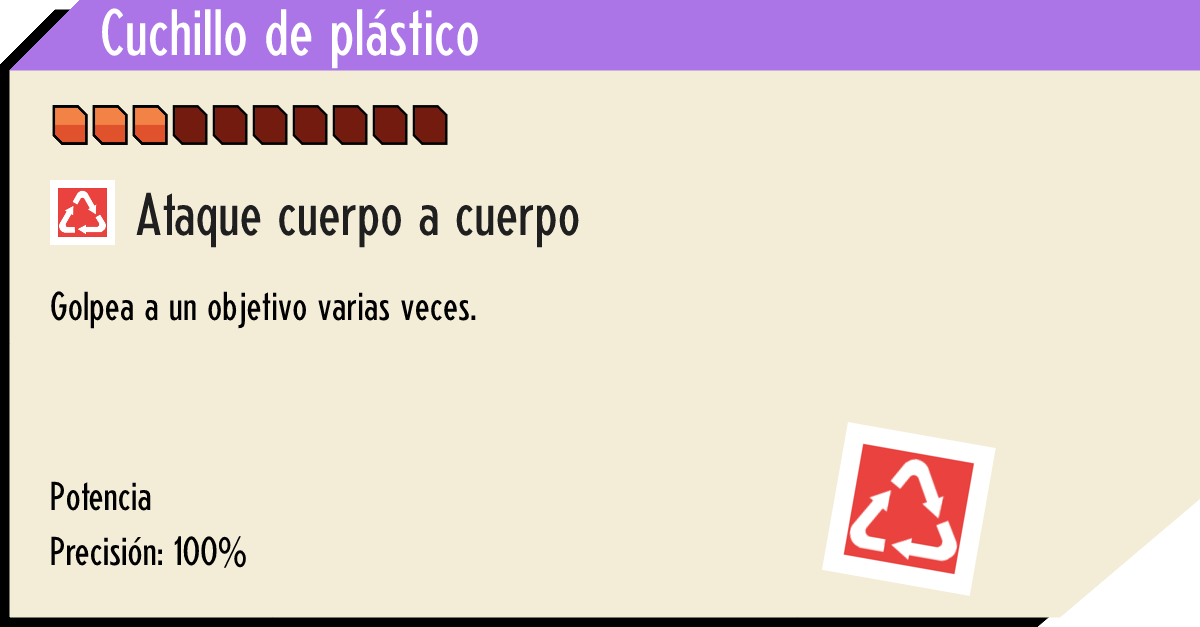 Cuchillo de plástico
Ataque cuerpo a cuerpo
Golpea a un objetivo varias veces.
Potencia
Precisión: 100%